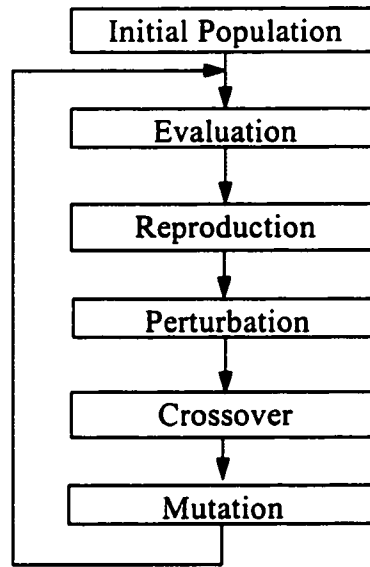 Initial Population
Evaluation
Reproduction
Perturbation
Crossover
Mutation